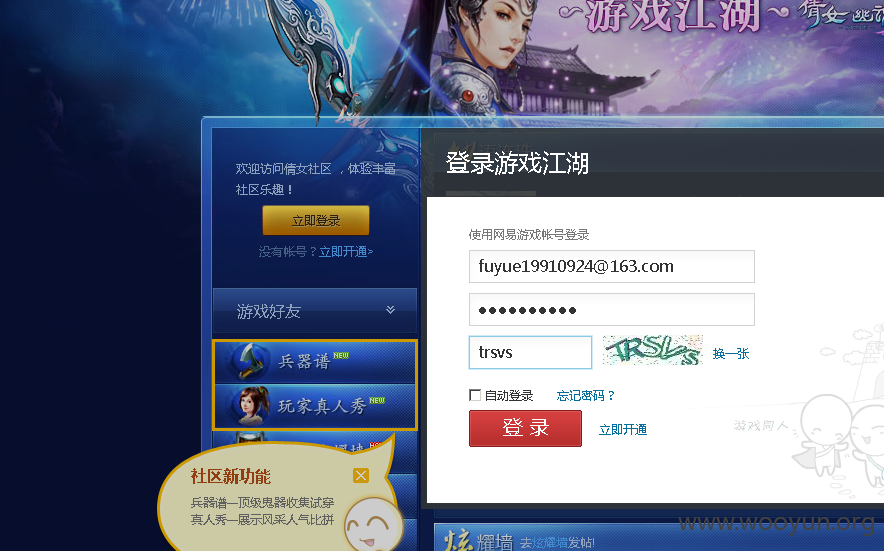 ~游戏江湖~
倩女幽
欢迎访问倩女社区 ，体验丰富
社区乐趣！
立即登录
没有帐号？立即开通>
游戏好友
兵器谱 NEW
玩家真人秀 NEW
社区新功能
兵器谱—顶级鬼器收集试穿
真人秀—展示风采人气比拼
登录游戏江湖
使用网易游戏帐号登录
fuyue19910924@163.com
●●●●●●●●●●
trsvs
TRSLVS
换一张
自动登录 忘记密码？
登 录 立即开通
游戏同人
炫耀墙 去炫耀墙发帖!
www.wooyun.org